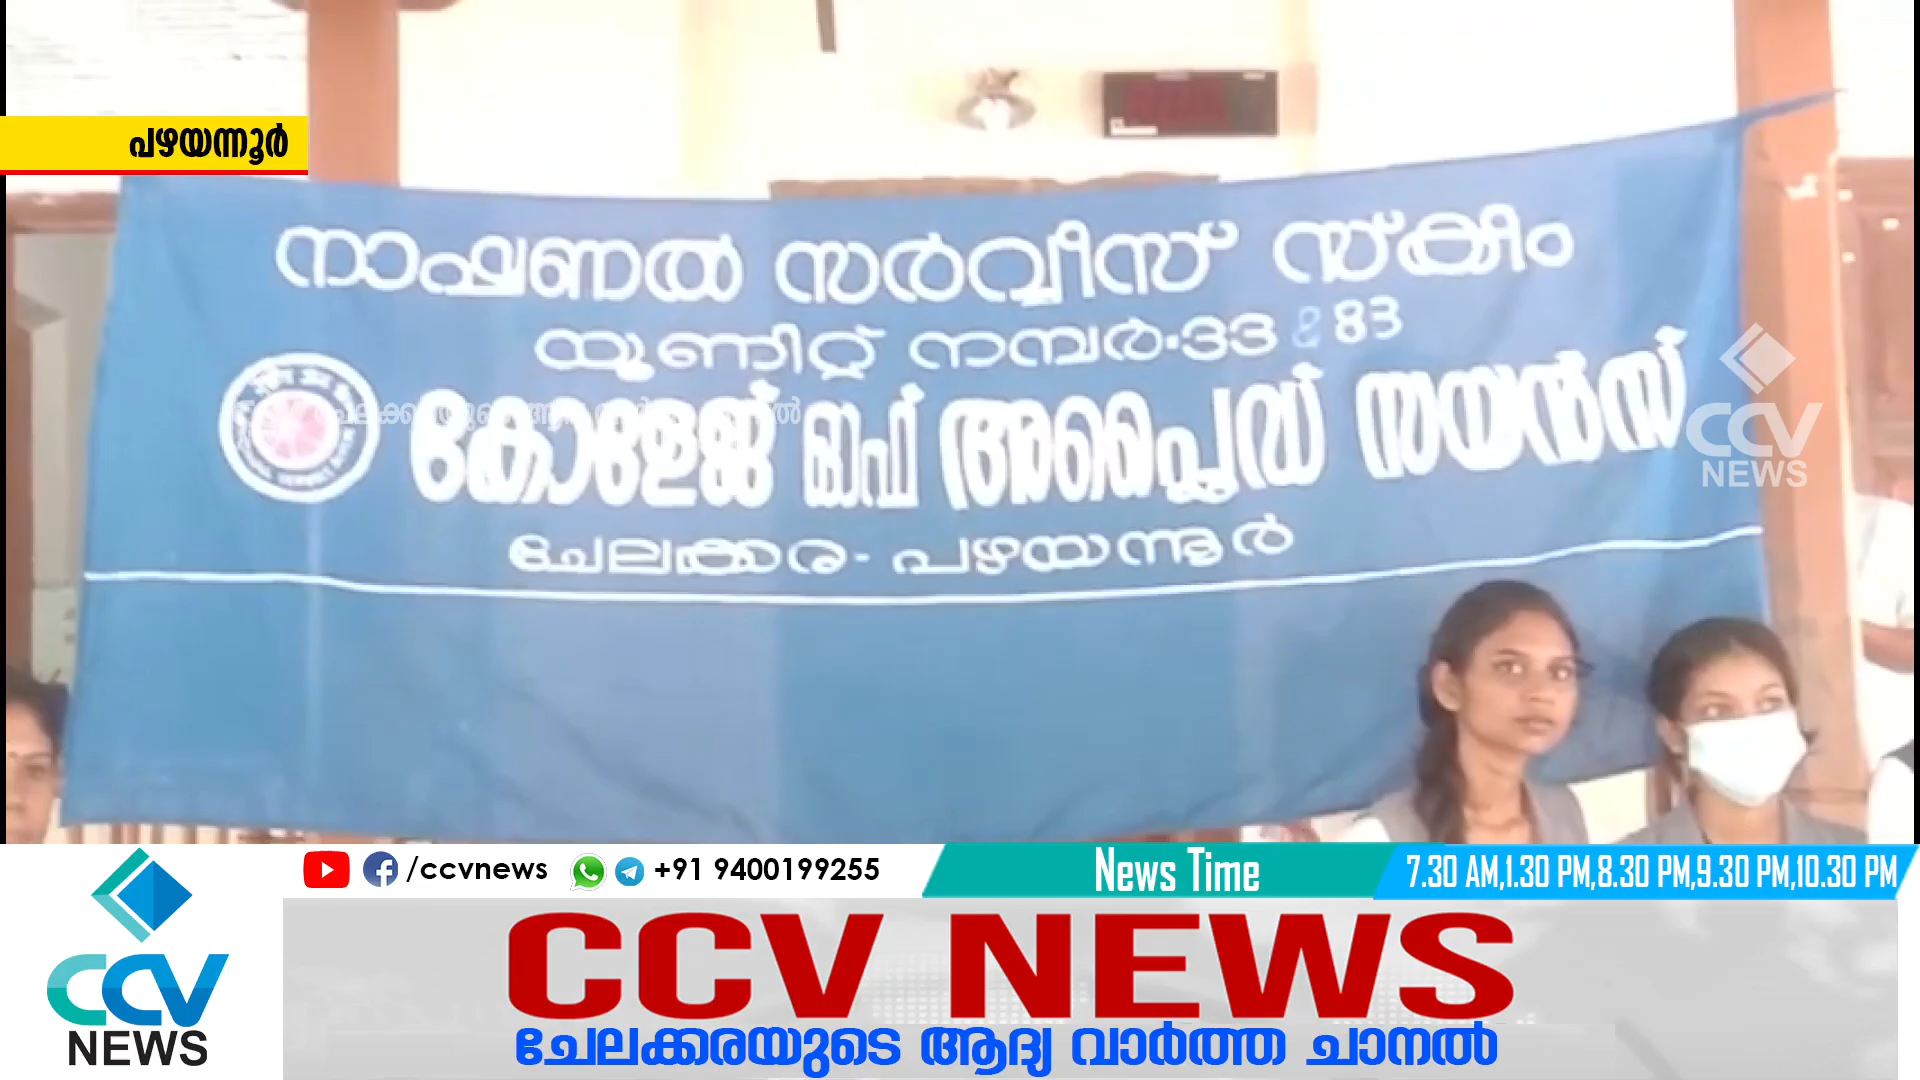 പഴയന്നൂർ
നാഷണൽ സർവ്വീസ് സ്കീം
യൂണിറ്റ് നമ്പർ.33 & 83
കോളേജ് ഓഫ് അപ്ലൈഡ് സയൻസ്
ചേലക്കര - പഴയന്നൂർ
CCV
NEWS
/ccvnews +91 9400199255 News Time 7.30 AM,1.30 PM,8.30 PM,9.30 PM,10.30 PM
CCV NEWS
ചേലക്കരയുടെ ആദ്യ വാർത്ത ചാനൽ
CCV
NEWS